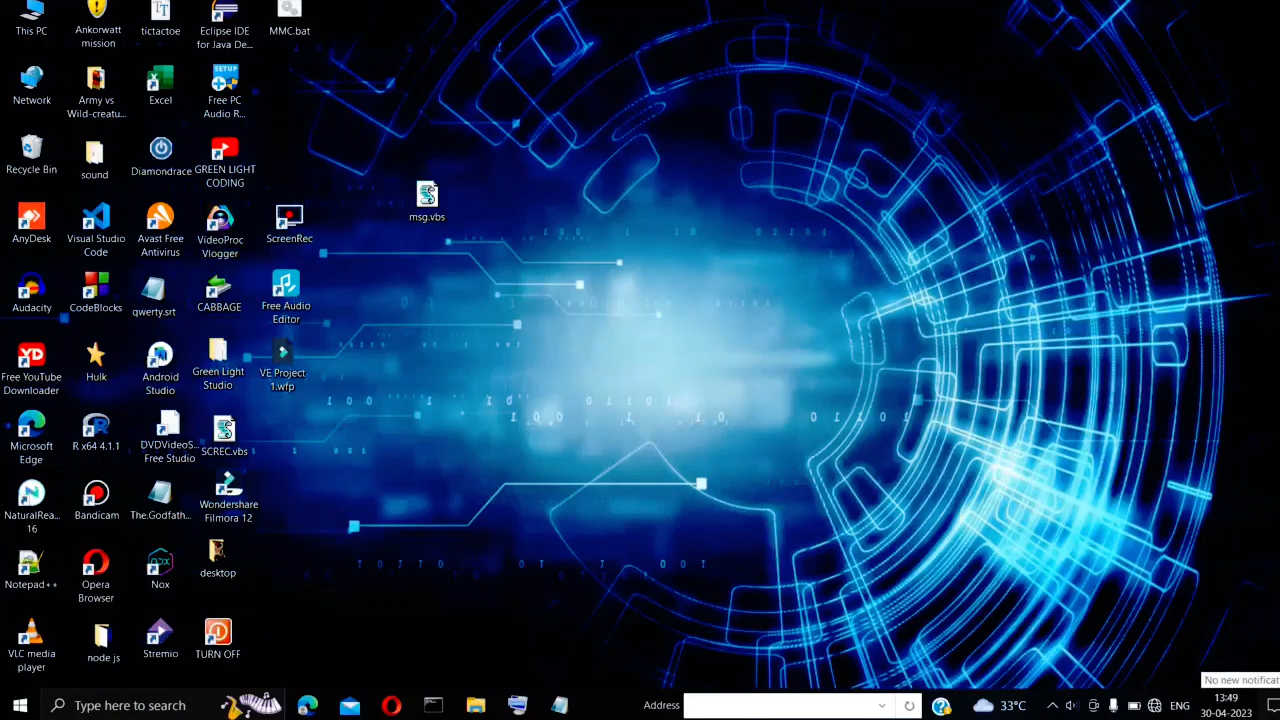 This PC
Ankorwatt
mission
tictactoe
Eclipse IDE
for Java De...
MMC.bat
Network
Army vs
Wild-creatu...
Excel
SETUP
Free PC
Audio R...
Recycle Bin
sound
Diamondrace
GREEN LIGHT
CODING
msg.vbs
AnyDesk
Visual Studio
Code
Avast Free
Antivirus
VideoProc
Vlogger
ScreenRec
Audacity
CodeBlocks
qwerty.srt
CABBAGE
Free Audio
Editor
YD
Free YouTube
Downloader
Hulk
Android
Studio
Green Light
Studio
VE Project
1.wfp
Microsoft
Edge
R x64 4.1.1
DVDVideoS...
Free Studio
SCREC.vbs
NaturalRea...
16
Bandicam
The.Godfath...
Wondershare
Filmora 12
Notepad++
Opera
Browser
nox
Nox
desktop
VLC media
player
node js
Stremio
TURN OFF
No new notificat
Type here to search
Address
33°C
ENG
13:49
30-04-2023